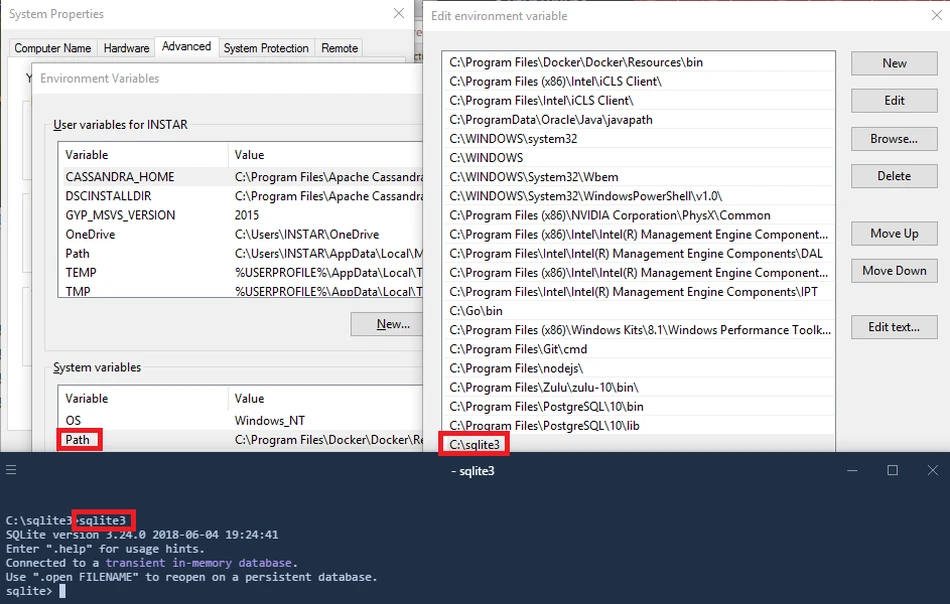 System Properties
Computer Name Hardware Advanced System Protection Remote
Environment Variables
User variables for INSTAR
Variable Value
CASSANDRA_HOME C:\Program Files\Apache Cassandra
DSCINSTALLDIR C:\Program Files\Apache Cassandra
GYP_MSVS_VERSION 2015
OneDrive C:\Users\INSTAR\OneDrive
Path C:\Users\INSTAR\AppData\Local\M
TEMP %USERPROFILE%\AppData\Local\T
TMP %USERPROFILE%\AppData\Local\T
New...
System variables
Variable Value
OS Windows_NT
Path C:\Program Files\Docker\Docker\Re
Edit environment variable
C:\Program Files\Docker\Docker\Resources\bin
C:\Program Files (x86)\Intel\iCLS Client\
C:\Program Files\Intel\iCLS Client\
C:\ProgramData\Oracle\Java\javapath
C:\WINDOWS\system32
C:\WINDOWS
C:\WINDOWS\System32\Wbem
C:\WINDOWS\System32\WindowsPowerShell\v1.0\
C:\Program Files (x86)\NVIDIA Corporation\PhysX\Common
C:\Program Files (x86)\Intel\Intel(R) Management Engine Component...
C:\Program Files\Intel\Intel(R) Management Engine Components\DAL
C:\Program Files (x86)\Intel\Intel(R) Management Engine Component...
C:\Program Files\Intel\Intel(R) Management Engine Components\IPT
C:\Go\bin
C:\Program Files (x86)\Windows Kits\8.1\Windows Performance Toolk...
C:\Program Files\Git\cmd
C:\Program Files\nodejs\
C:\Program Files\Zulu\zulu-10\bin\
C:\Program Files\PostgreSQL\10\bin
C:\Program Files\PostgreSQL\10\lib
C:\sqlite3
New
Edit
Browse...
Delete
Move Up
Move Down
Edit text...
- sqlite3
C:\sqlite3>sqlite3
SQLite version 3.24.0 2018-06-04 19:24:41
Enter ".help" for usage hints.
Connected to a transient in-memory database.
Use ".open FILENAME" to reopen on a persistent database.
sqlite>